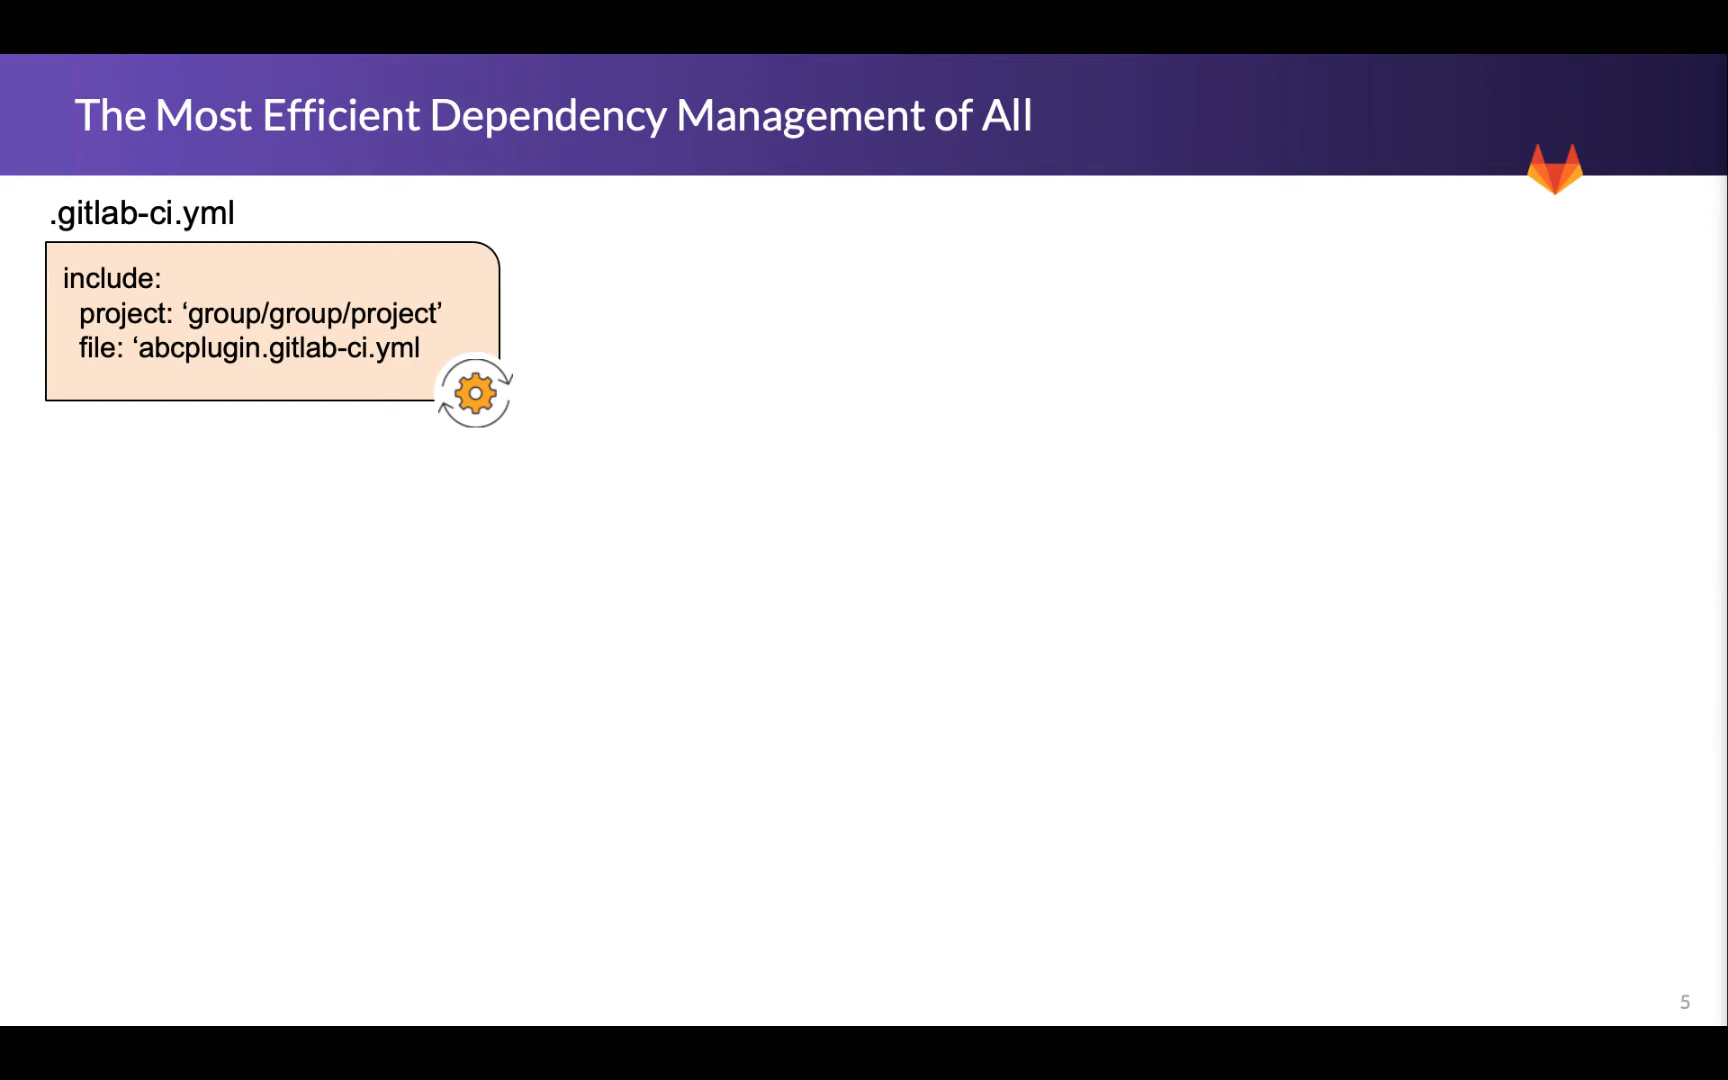 The Most Efficient Dependency Management of All
.gitlab-ci.yml
include:
project: ‘group/group/project’
file: ‘abcplugin.gitlab-ci.yml
5